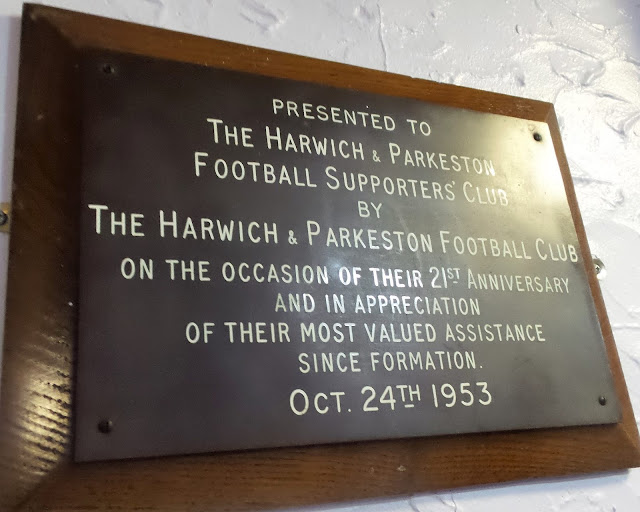 PRESENTED TO
THE HARWICH & PARKESTON
FOOTBALL SUPPORTERS' CLUB
BY
THE HARWICH & PARKESTON FOOTBALL CLUB
ON THE OCCASION OF THEIR 21ST ANNIVERSARY
AND IN APPRECIATION
OF THEIR MOST VALUED ASSISTANCE
SINCE FORMATION.
OCT. 24TH 1953